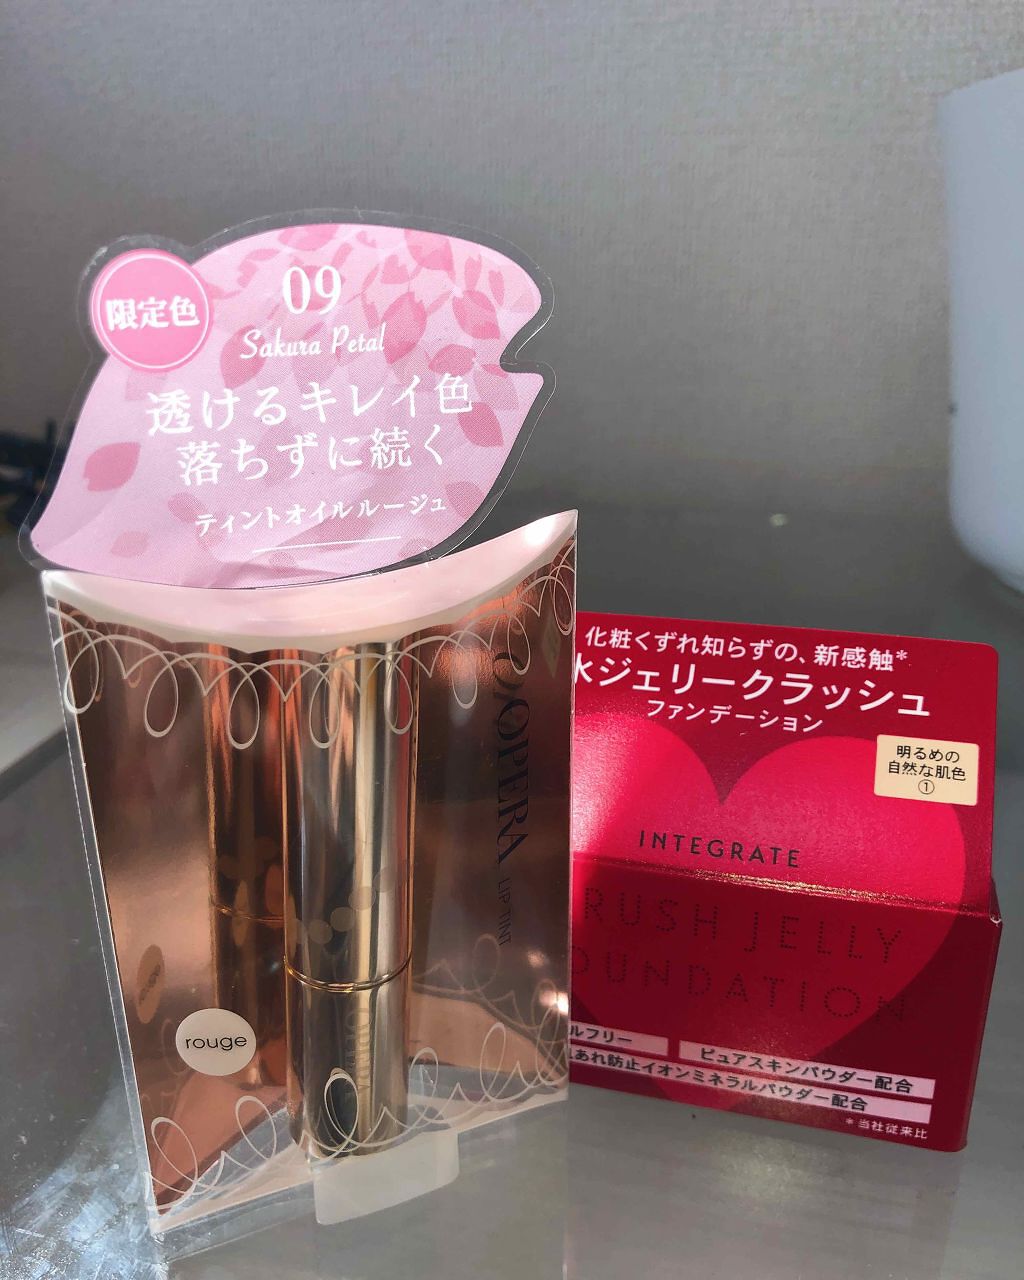 限定色
09
Sakura Petal
透けるキレイ色
落ちずに続く
ティントオイルルージュ
OPERA LIP TINT
rouge
化粧くずれ知らずの、新感触*
水ジェリークラッシュ
ファンデーション
明るめの
自然な肌色
①
INTEGRATE
RUSH JELLY
OUNDATION
ルフリー
ピュアスキンパウダー配合
あれ防止イオンミネラルパウダー配合
*当社従来比